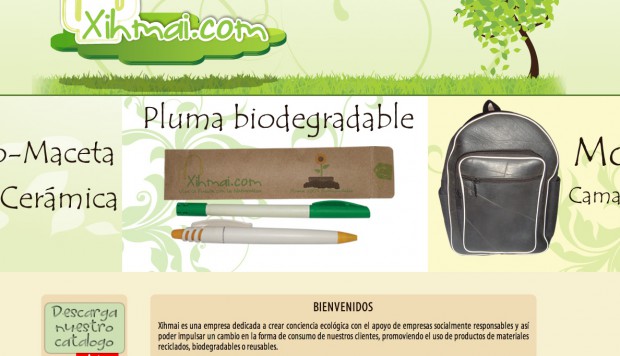 Xihmai.com
Pluma biodegradable
o-Maceta
Cerámica
Xihmai.com
Mo
Cama
Descarga
nuestro
catalogo
BIENVENIDOS
Xihmai es una empresa dedicada a crear conciencia ecológica con el apoyo de empresas socialmente responsables y así
poder impulsar un cambio en la forma de consumo de nuestros clientes, promoviendo el uso de productos de materiales
reciclados, biodegradables o reusables.